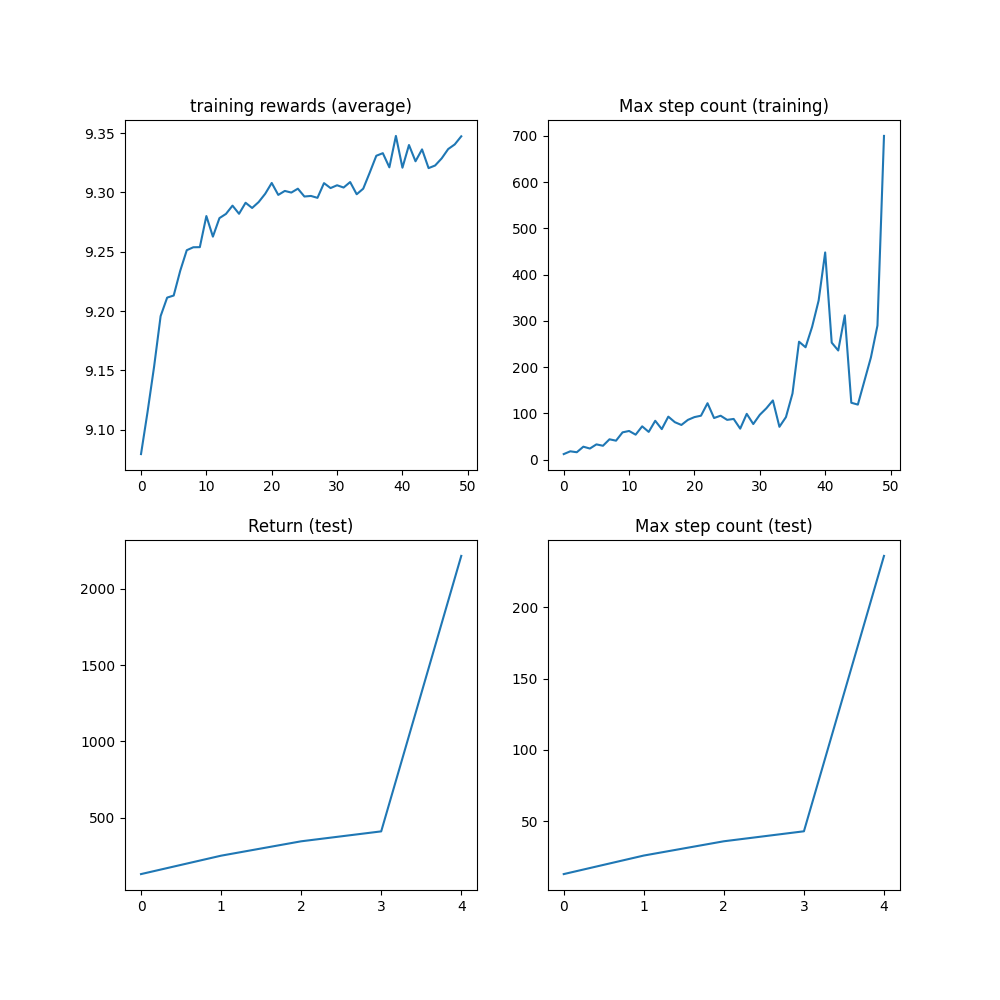 training rewards (average)
9.35
9.30
9.25
9.20
9.15
9.10
0 10 20 30 40 50
Max step count (training)
700
600
500
400
300
200
100
0
0 10 20 30 40 50
Return (test)
2000
1500
1000
500
0 1 2 3 4
Max step count (test)
200
150
100
50
0 1 2 3 4